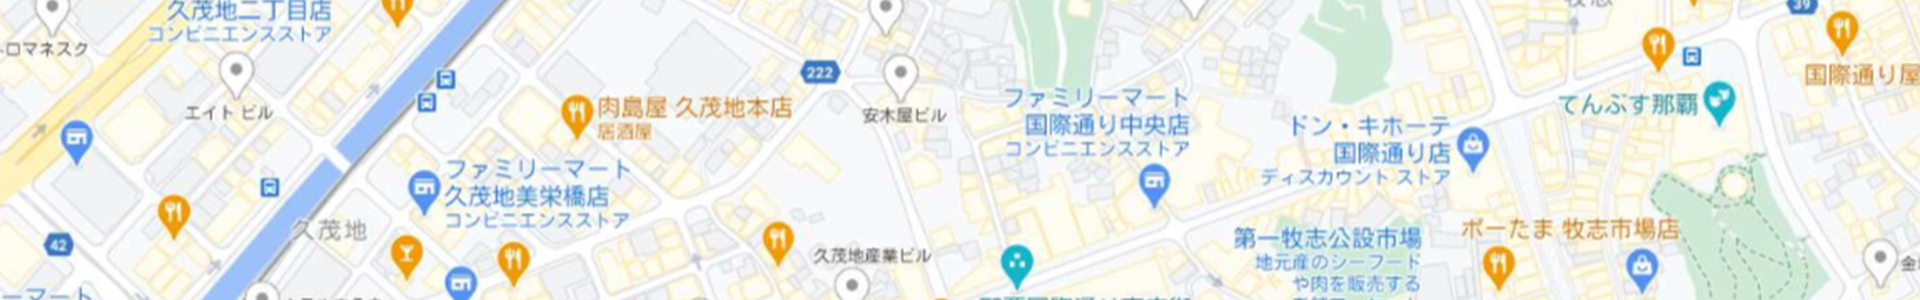 久茂地二丁目店
コンビニエンスストア
ロマネスク
エイト ビル
42
久茂地
肉島屋 久茂地本店
居酒屋
ファミリーマート
久茂地美栄橋店
コンビニエンスストア
222
安木屋ビル
久茂地産業ビル
ファミリーマート
国際通り中央店
コンビニエンスストア
ドン・キホーテ
国際通り店
ディスカウント ストア
第一牧志公設市場
地元産のシーフード
や肉を販売する
39
てんぶす那覇
国際通り屋
ポーたま 牧志市場店
ーマート